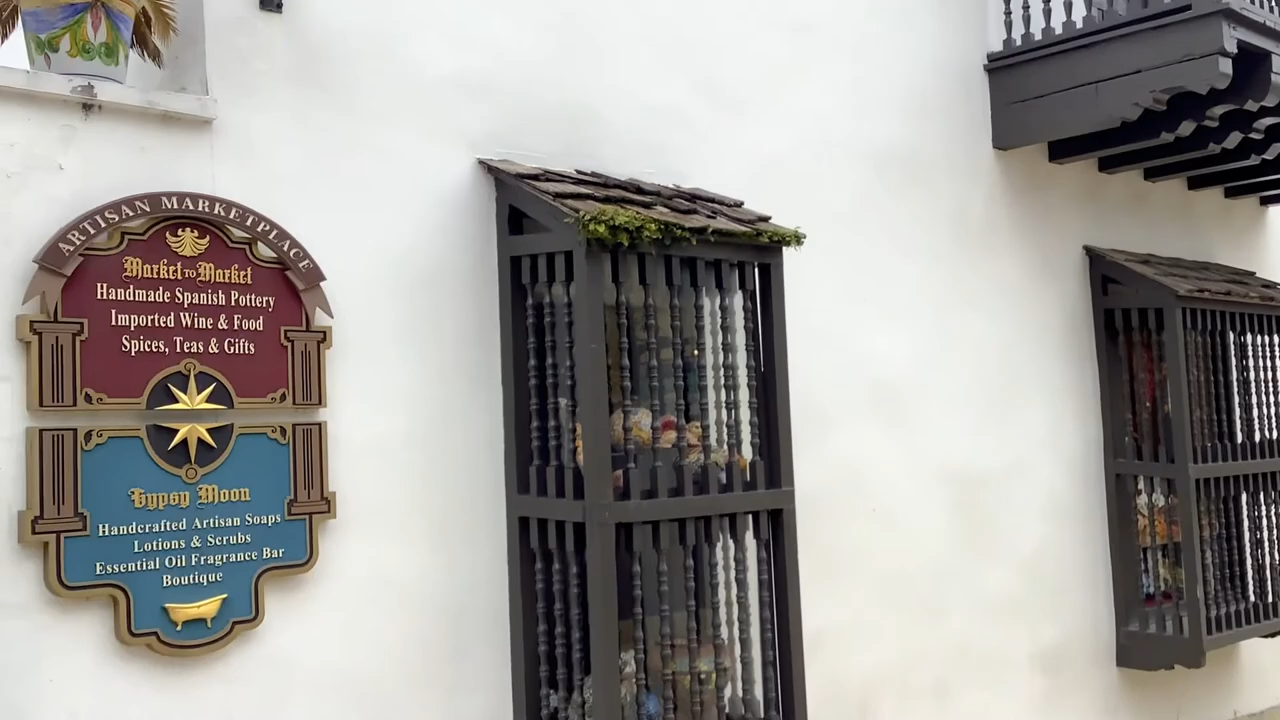 ARTISAN MARKETPLACE
Market TO Market
Handmade Spanish Pottery
Imported Wine & Food
Spices, Teas & Gifts
Gypsy Moon
Handcrafted Artisan Soaps
Lotions & Scrubs
Essential Oil Fragrance Bar
Boutique